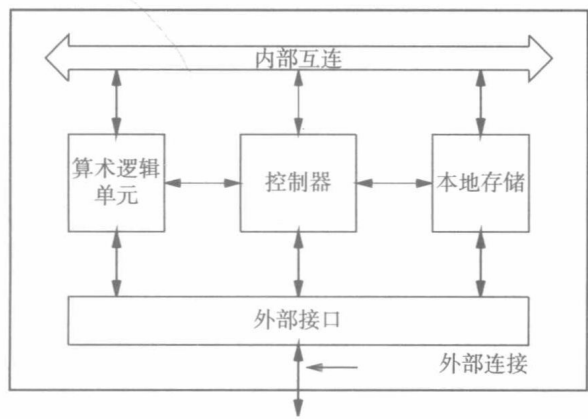 内部互连
算术逻辑
单元
控制器
本地存储
外部接口
外部连接